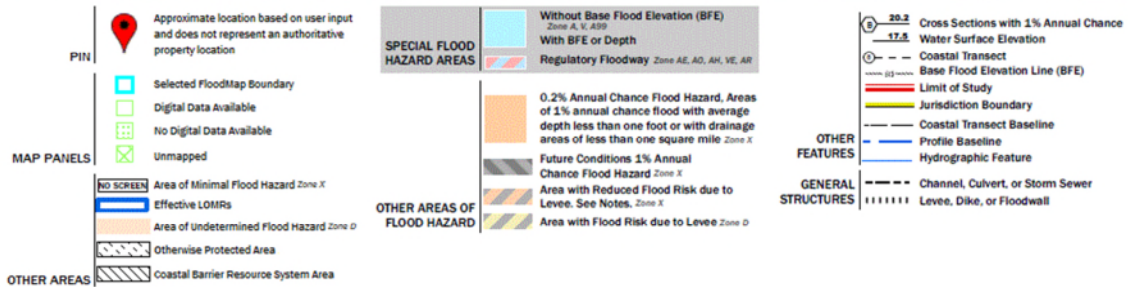 Approximate location based on user input
and does not represent an authoritative
property location
PIN
Selected FloodMap Boundary
Digital Data Available
No Digital Data Available
Unmapped
MAP PANELS
NO SCREEN Area of Minimal Flood Hazard Zone X
Effective LOMRs
Area of Undetermined Flood Hazard Zone D
Otherwise Protected Area
Coastal Barrier Resource System Area
OTHER AREAS
Without Base Flood Elevation (BFE)
Zone A, V, A99
With BFE or Depth
Regulatory Floodway Zone AE, AO, AH, VE, AR
SPECIAL FLOOD
HAZARD AREAS
0.2% Annual Chance Flood Hazard, Areas
of 1% annual chance flood with average
depth less than one foot or with drainage
areas of less than one square mile Zone X
Future Conditions 1% Annual
Chance Flood Hazard Zone X
Area with Reduced Flood Risk due to
Levee. See Notes. Zone X
Area with Flood Risk due to Levee Zone D
OTHER AREAS OF
FLOOD HAZARD
B 20.2 Cross Sections with 1% Annual Chance
17.5 Water Surface Elevation
Coastal Transect
Base Flood Elevation Line (BFE)
Limit of Study
Jurisdiction Boundary
Coastal Transect Baseline
Profile Baseline
Hydrographic Feature
OTHER
FEATURES
Channel, Culvert, or Storm Sewer
Levee, Dike, or Floodwall
GENERAL
STRUCTURES